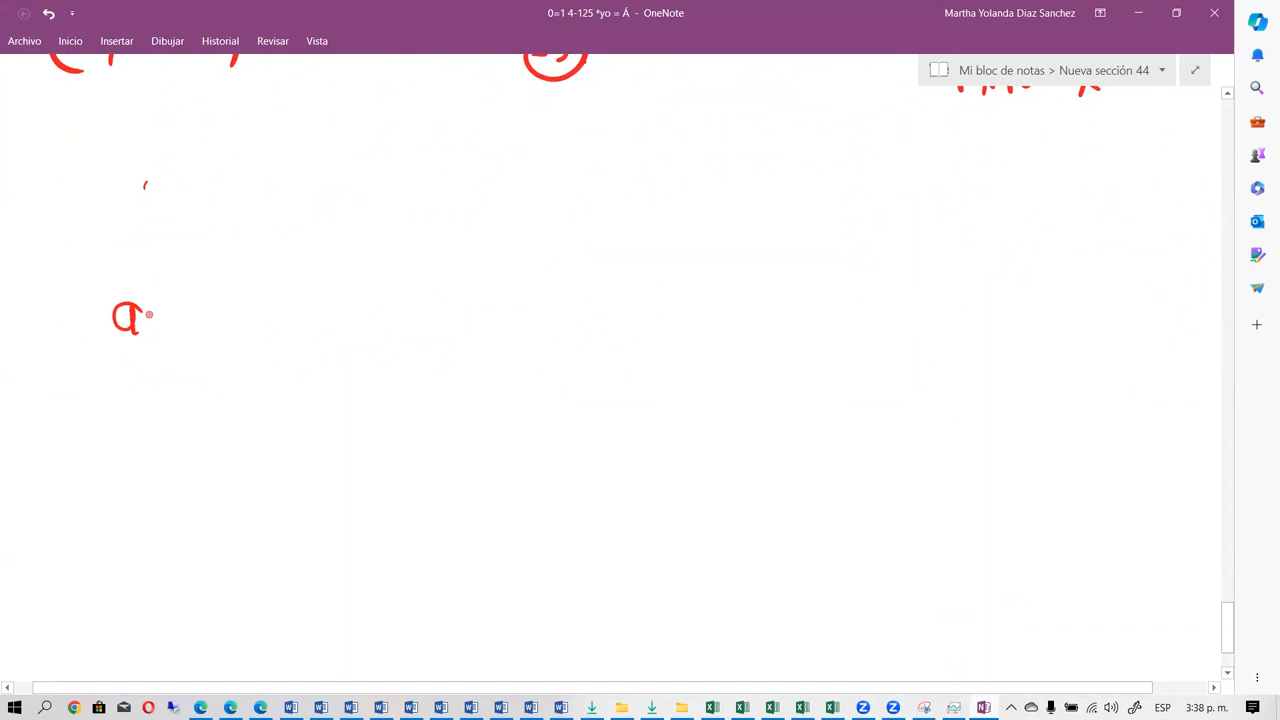 0=1 4-125 *yo = Á - OneNote
Martha Yolanda Diaz Sanchez
Archivo Inicio Insertar Dibujar Historial Revisar Vista
Mi bloc de notas > Nueva sección 44
a
ESP 3:38 p. m.